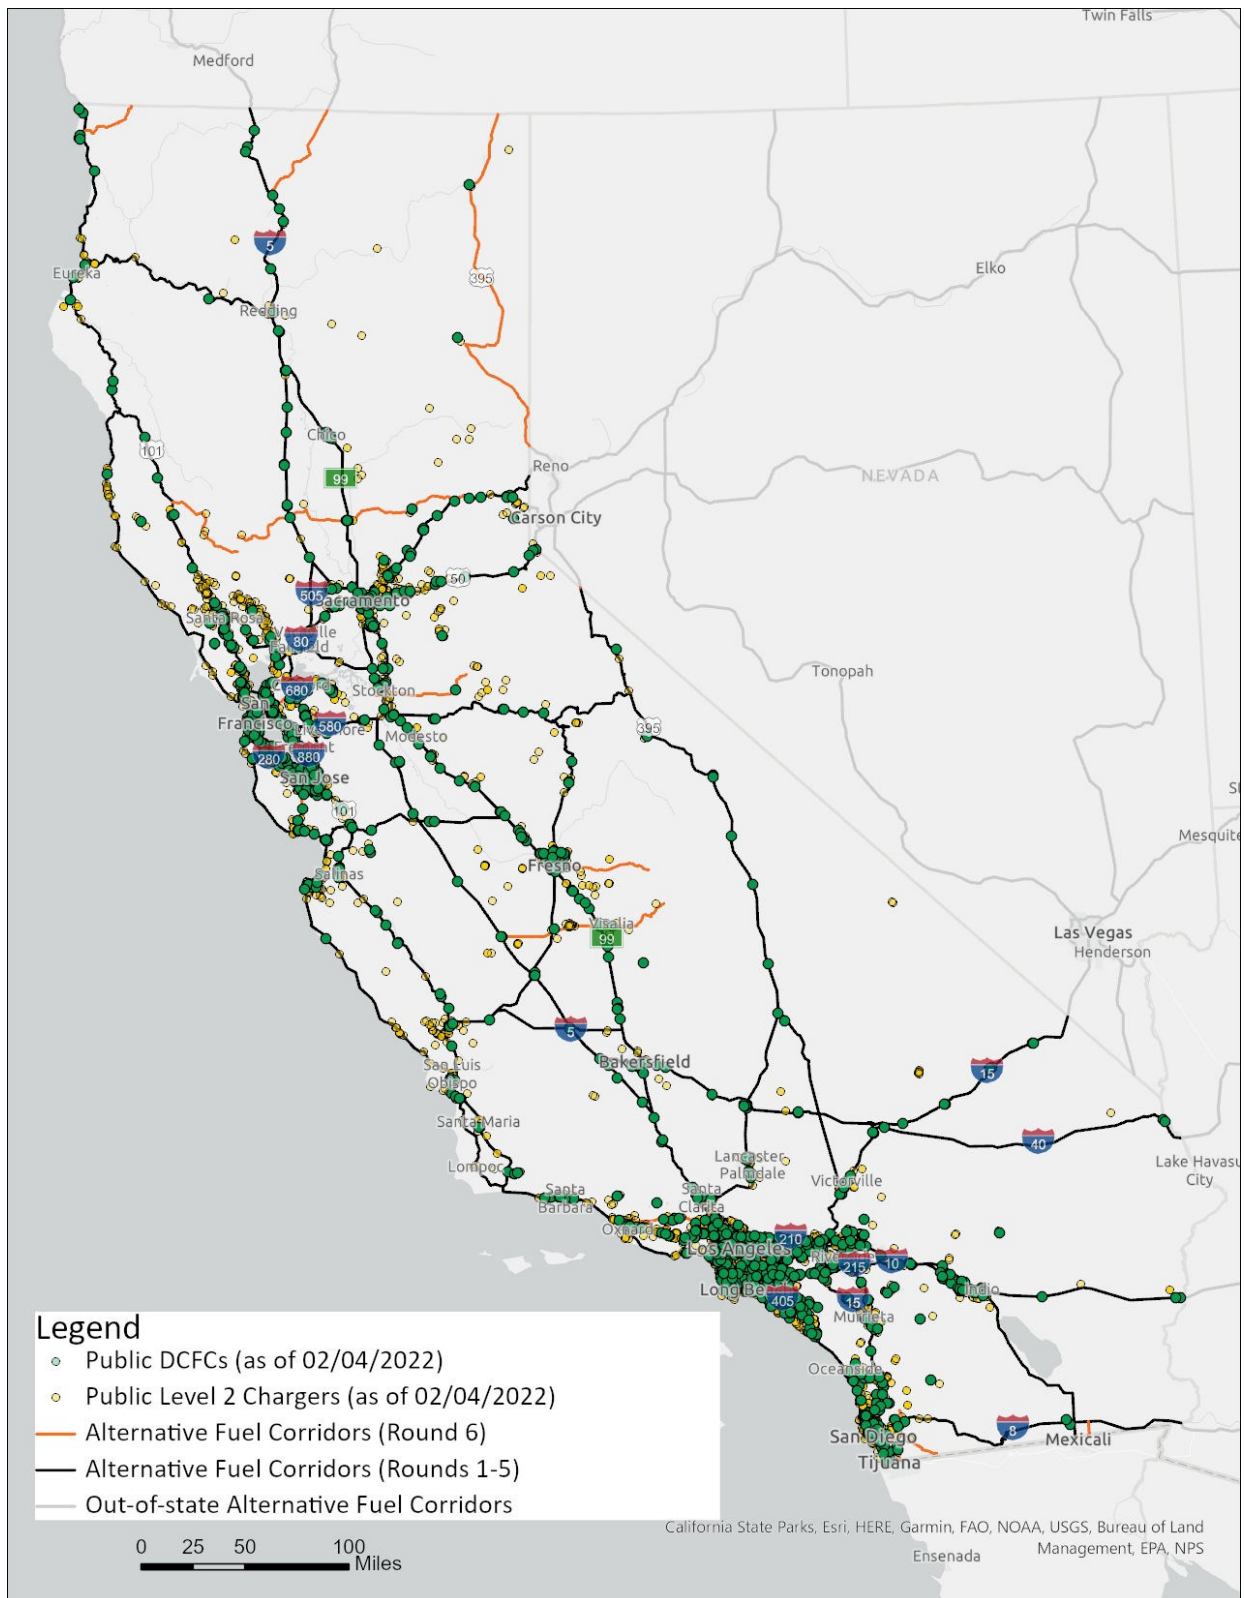 Twin Falls
Medford
5
Eureka
395
Elko
Redding
Chico
101
99
Reno
NEVADA
Carson City
50
505
Sacramento
Santa Rosa
80
Fairfield
Tonopah
680
Stockton
San
Francisco
580
395
Modesto
280
880
San Jose
101
Mesquite
Fresno
Salinas
Visalia
99
Las Vegas
Henderson
5
Bakersfield
San Luis
Obispo
15
Santa Maria
40
Lancaster
Palmdale
Lompoc
Victorville
Lake Havasu
City
Santa
Barbara
Santa
Clarita
Oxnard
210
Los Angeles
215
10
Long Be
405
15
Indio
Murrieta
Oceanside
San Diego
8
Mexicali
Tijuana
Legend
Public DCFCs (as of 02/04/2022)
Public Level 2 Chargers (as of 02/04/2022)
Alternative Fuel Corridors (Round 6)
Alternative Fuel Corridors (Rounds 1-5)
Out-of-state Alternative Fuel Corridors
California State Parks, Esri, HERE, Garmin, FAO, NOAA, USGS, Bureau of Land
Management, EPA, NPS
Ensenada
0 25 50 100
Miles